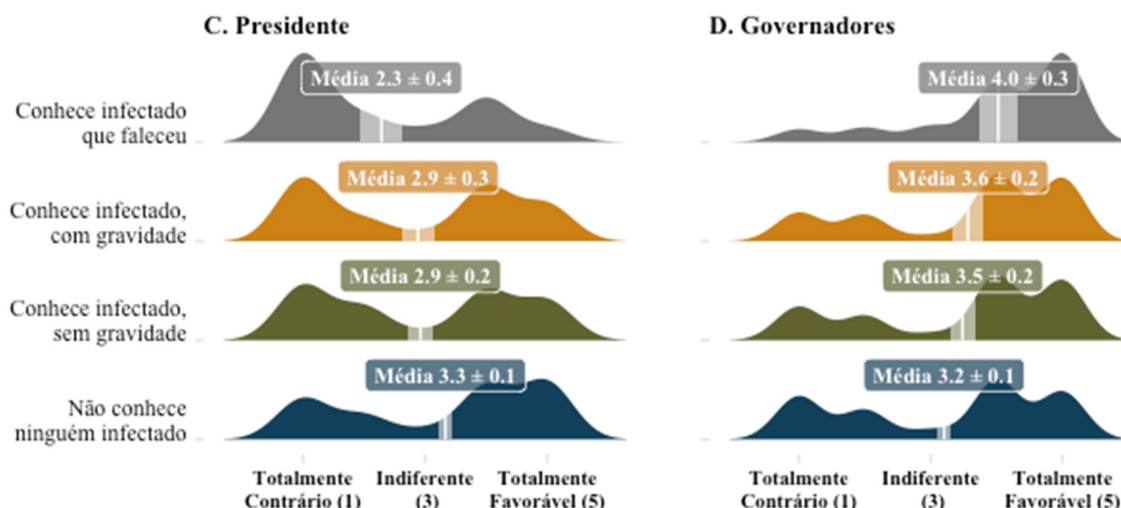 C. Presidente
D. Governadores
Conhece infectado
que faleceu
Média 2.3 ± 0.4
Média 4.0 ± 0.3
Conhece infectado,
com gravidade
Média 2.9 ± 0.3
Média 3.6 ± 0.2
Conhece infectado,
sem gravidade
Média 2.9 ± 0.2
Média 3.5 ± 0.2
Não conhece
ninguém infectado
Média 3.3 ± 0.1
Média 3.2 ± 0.1
Totalmente
Contrário (1)
Indiferente
(3)
Totalmente
Favorável (5)
Totalmente
Contrário (1)
Indiferente
(3)
Totalmente
Favorável (5)